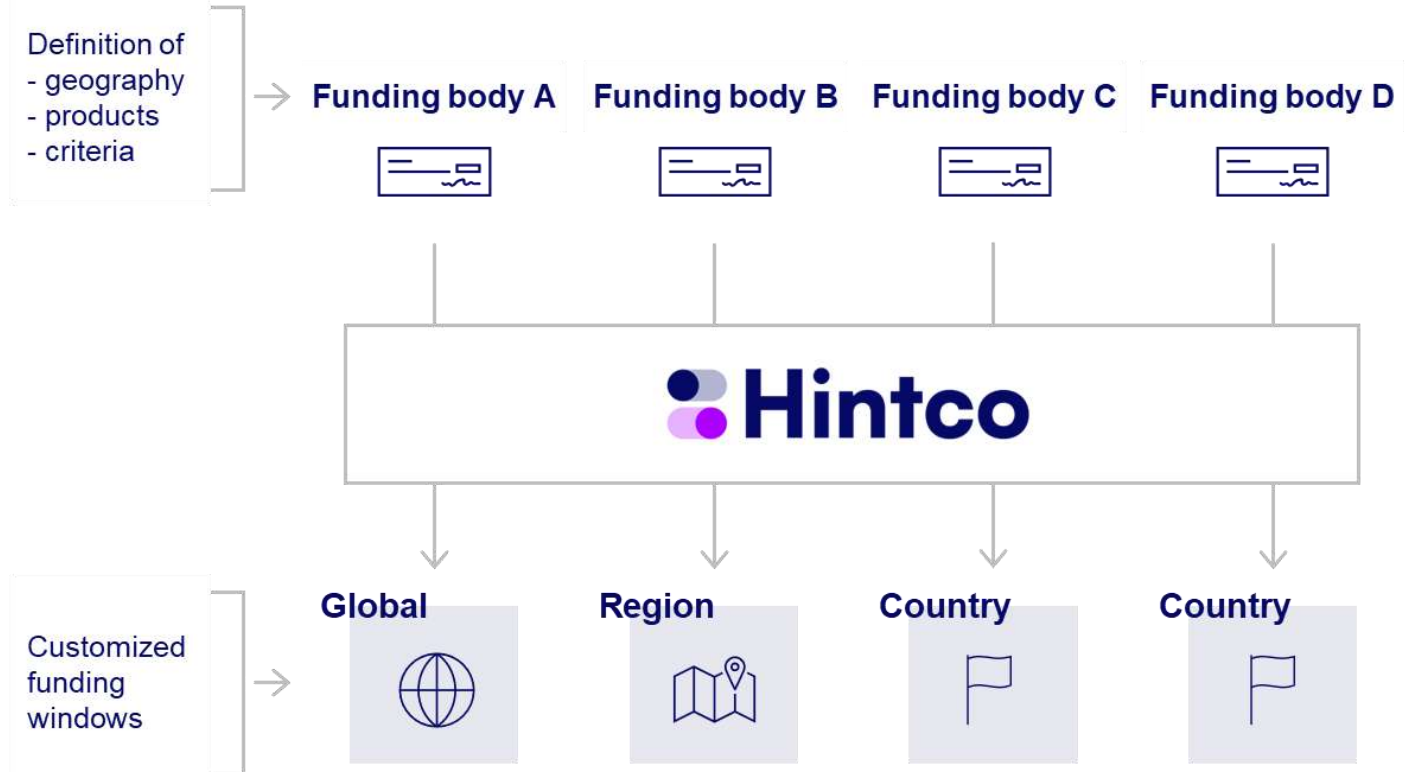 Definition of
- geography
- products
- criteria
Funding body A
Funding body B
Funding body C
Funding body D
Hintco
Customized
funding
windows
Global
Region
Country
Country